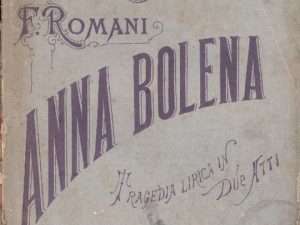 F. ROMANI
ANNA BOLENA
TRAGEDIA LIRICA IN
DUE ATTI